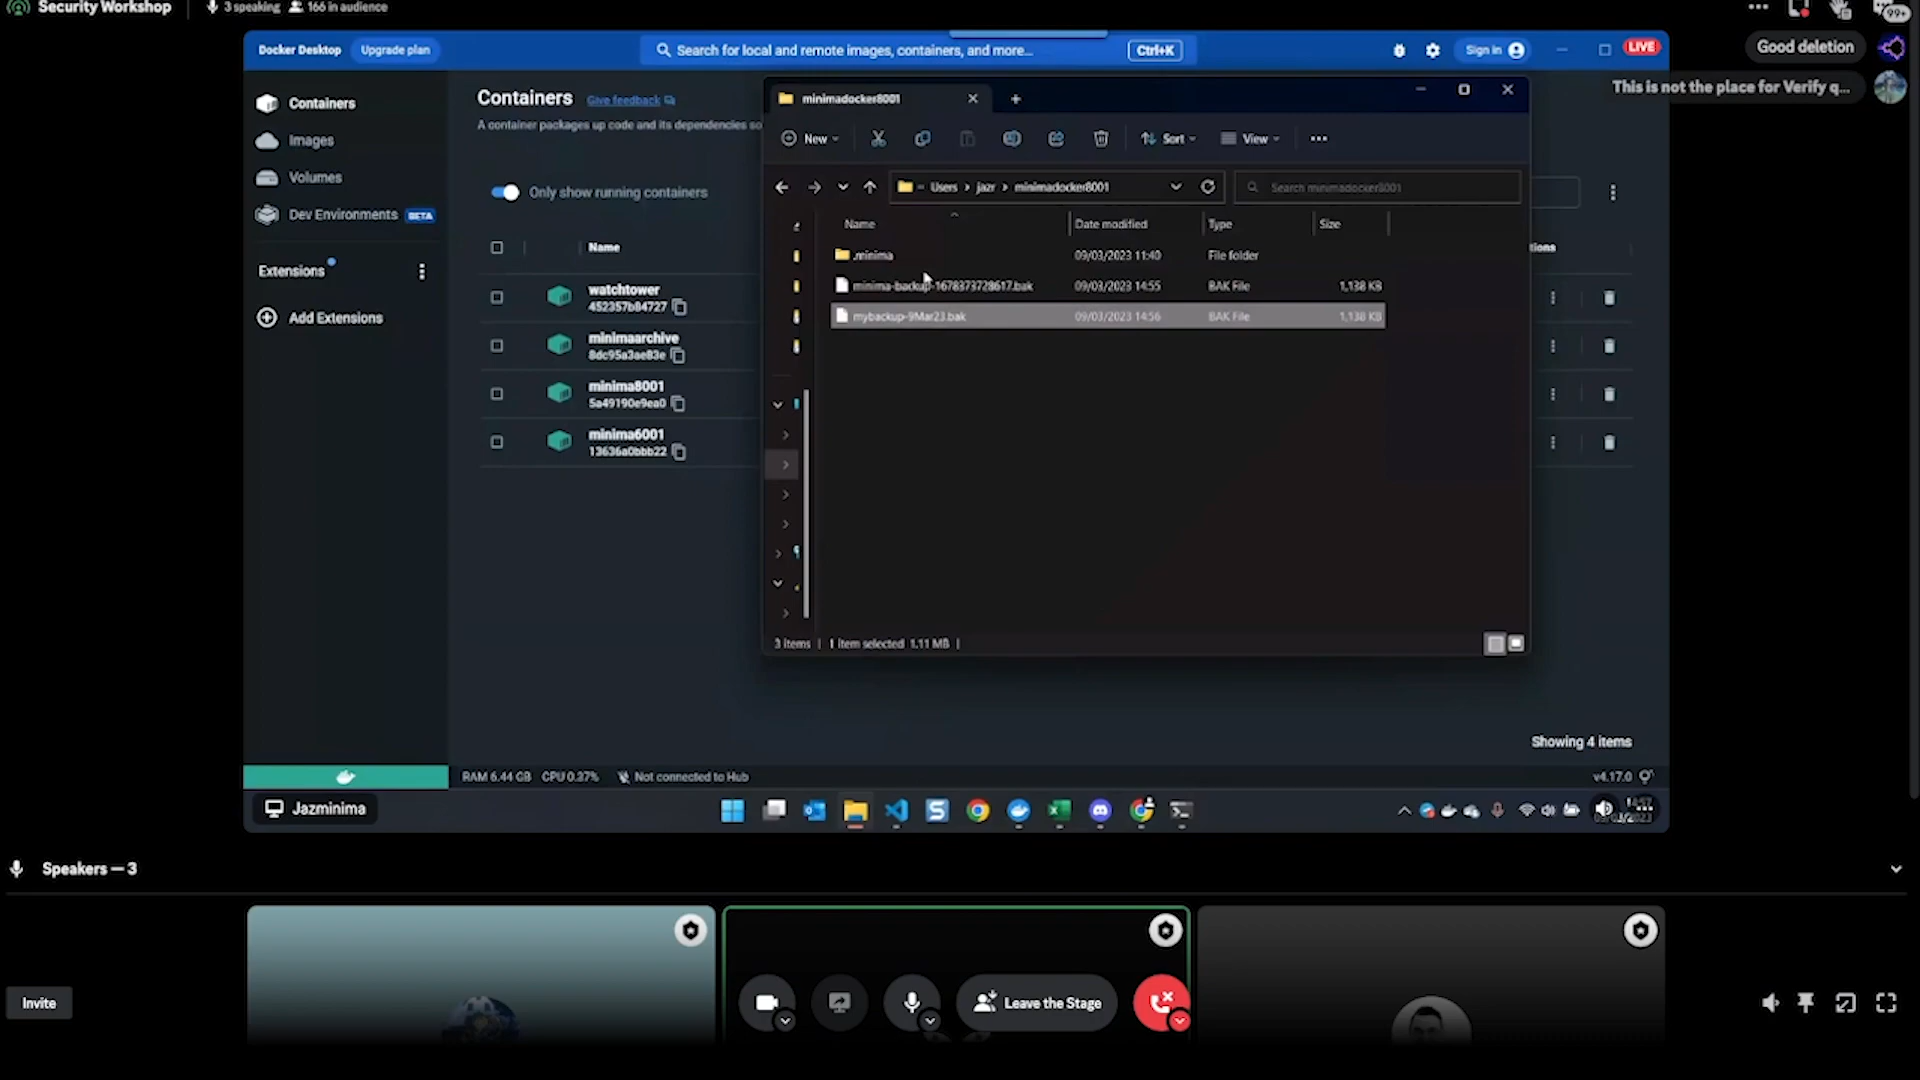 Security Workshop
3 speaking
166 in audience
99+
Docker Desktop
Upgrade plan
Search for local and remote images, containers, and more...
Ctrl+K
Sign in
LIVE
Good deletion
This is not the place for Verify q...
Containers
Images
Volumes
Dev Environments
BETA
Extensions
Add Extensions
Containers
Give feedback
A container packages up code and its dependencies so
Only show running containers
Name
watchtower
452357b84727
minimaarchive
8dc95a3ae83e
minima8001
5a49190e9ea0
minima6001
13636a0bbb22
minimadocker8001
New
Sort
View
Users
jazr
minimadocker8001
Search minimadocker8001
Name
Date modified
Type
Size
.minima
09/03/2023 11:40
File folder
minima-backup-1678373728617.bak
09/03/2023 14:55
BAK File
1,138 KB
mybackup-9Mar23.bak
09/03/2023 14:56
BAK File
1,138 KB
3 items
1 item selected 1.11 MB
tions
Showing 4 items
RAM 6.44 GB CPU 0.37%
Not connected to Hub
v4.17.0
Jazminima
Speakers — 3
Invite
Leave the Stage